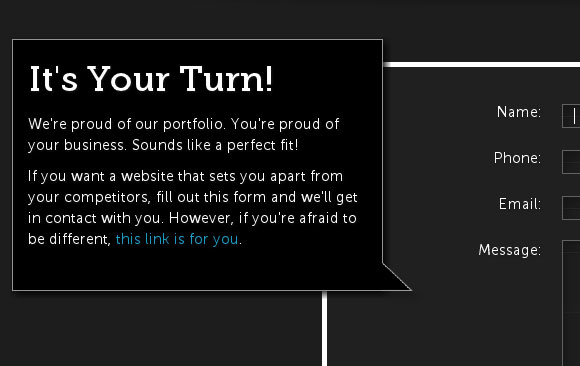 It's Your Turn!
We're proud of our portfolio. You're proud of
your business. Sounds like a perfect fit!
If you want a website that sets you apart from
your competitors, fill out this form and we'll get
in contact with you. However, if you're afraid to
be different, this link is for you.
Name:
Phone:
Email:
Message: